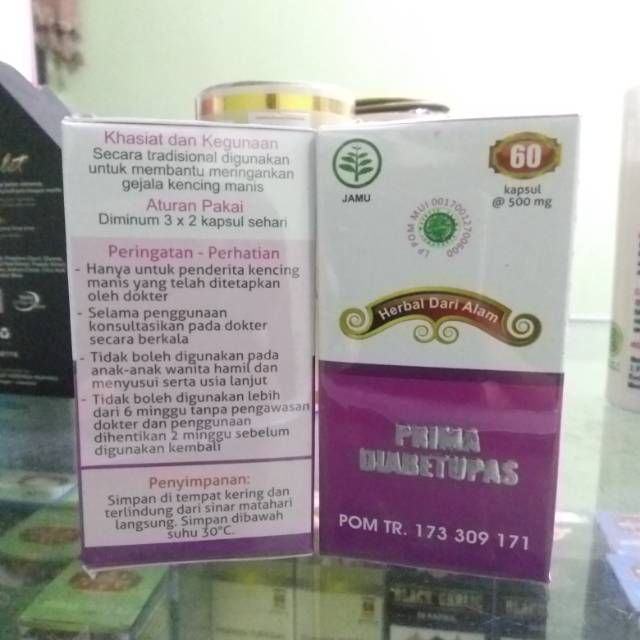 Khasiat dan Kegunaan
Secara tradisional digunakan
untuk membantu meringankan
gejala kencing manis
Aturan Pakai
Diminum 3 x 2 kapsul sehari
Peringatan - Perhatian
- Hanya untuk penderita kencing
manis yang telah ditetapkan
oleh dokter
- Selama penggunaan
konsultasikan pada dokter
secara berkala
- Tidak boleh digunakan pada
anak-anak wanita hamil dan
menyusui serta usia lanjut
- Tidak boleh digunakan lebih
dari 6 minggu tanpa pengawasan
dokter dan penggunaan
dihentikan 2 minggu sebelum
digunakan kembali
Penyimpanan:
Simpan di tempat kering dan
terlindung dari sinar matahari
langsung. Simpan dibawah
suhu 30°C.
JAMU
60
kapsul
@ 500 mg
LP POM MUI 00170012700600
Herbal Dari Alam
PRIMA
DIABETUPAS
POM TR. 173 309 171